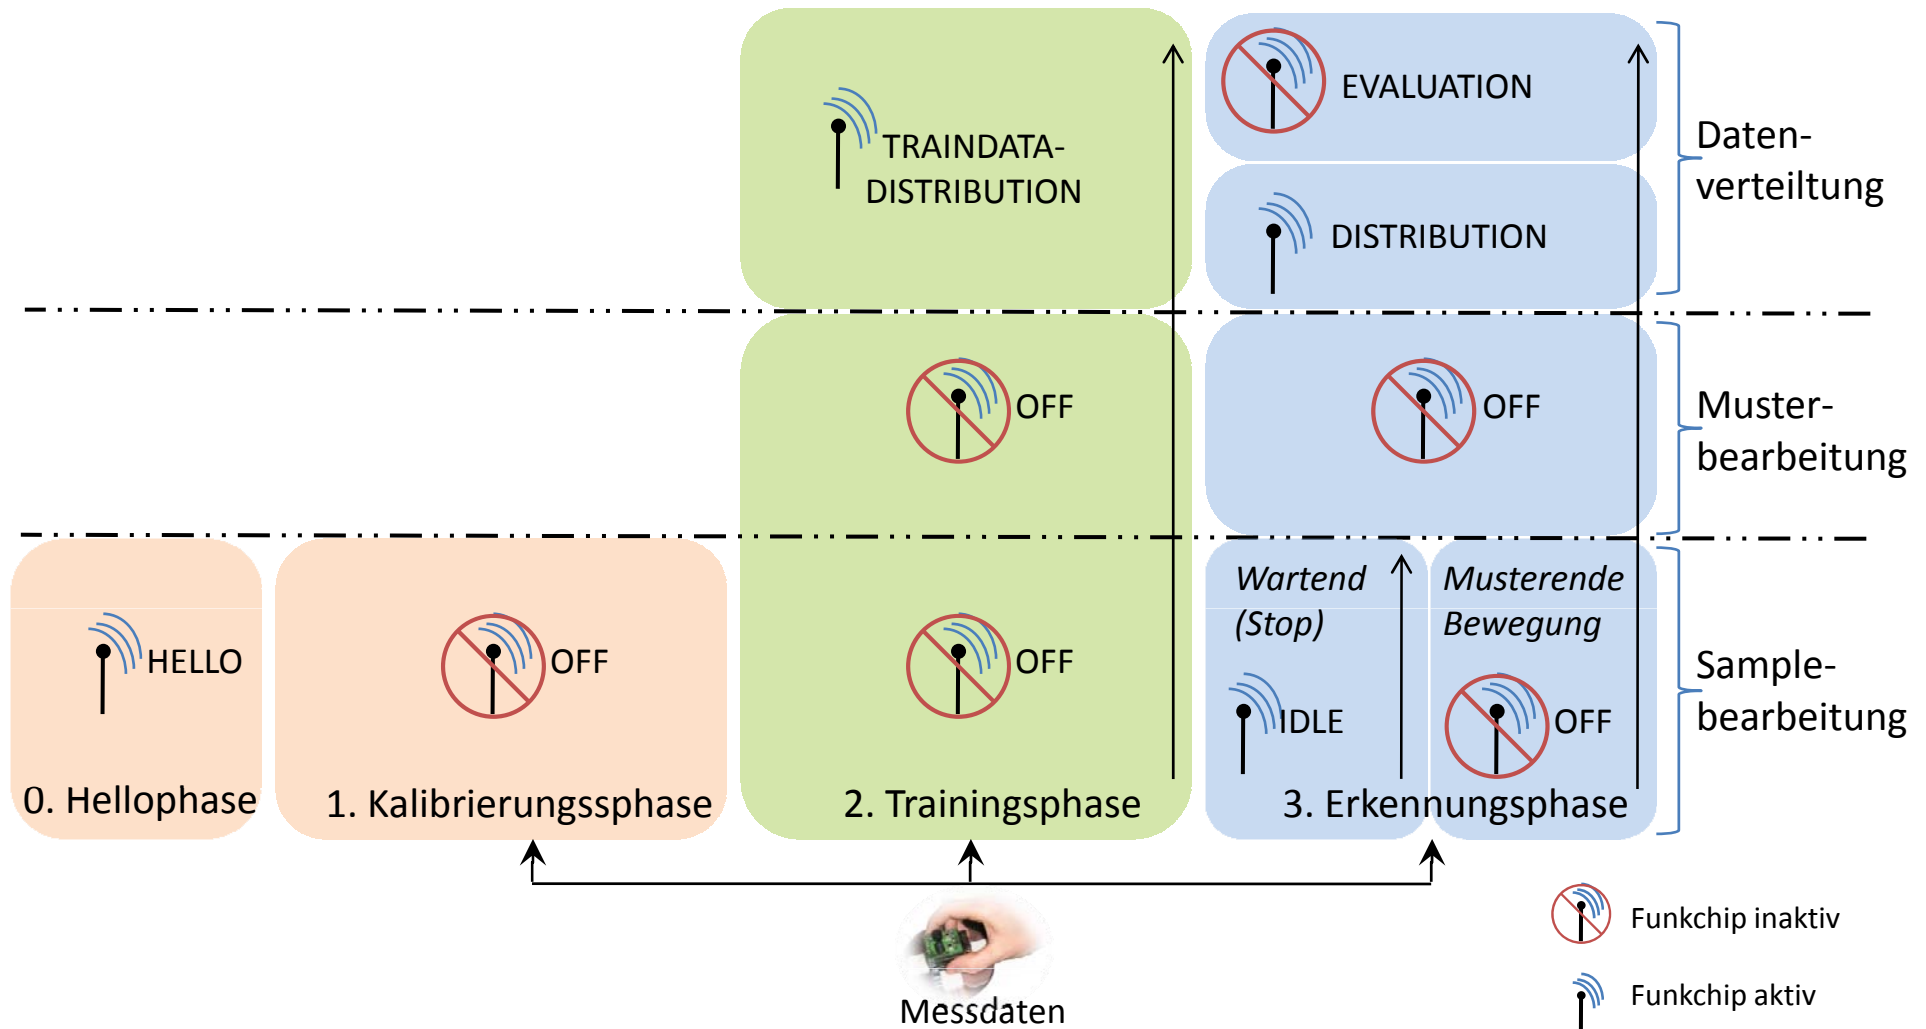 EVALUATION
TRAINDATA-
DISTRIBUTION
DISTRIBUTION
Daten-
verteiltung
OFF
OFF
Muster-
bearbeitung
HELLO
OFF
OFF
Wartend
(Stop)
IDLE
Musterende
Bewegung
OFF
Sample-
bearbeitung
0. Hellophase
1. Kalibrierungssphase
2. Trainingsphase
3. Erkennungsphase
Messdaten
Funkchip inaktiv
Funkchip aktiv